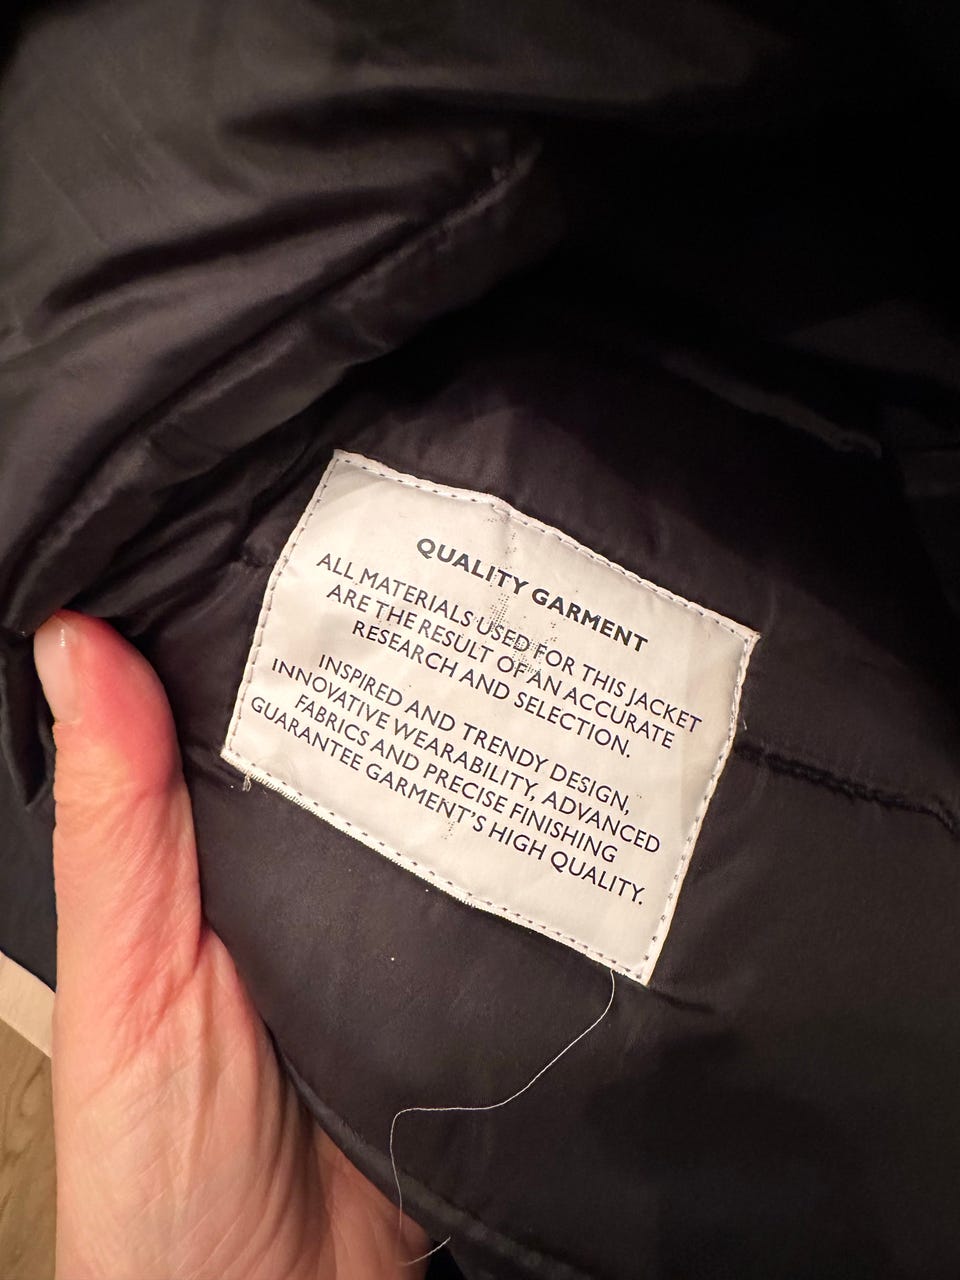 QUALITY GARMENT
ALL MATERIALS USED FOR THIS JACKET
ARE THE RESULT OF AN ACCURATE
RESEARCH AND SELECTION.
INSPIRED AND TRENDY DESIGN,
INNOVATIVE WEARABILITY, ADVANCED
FABRICS AND PRECISE FINISHING
GUARANTEE GARMENT'S HIGH QUALITY.